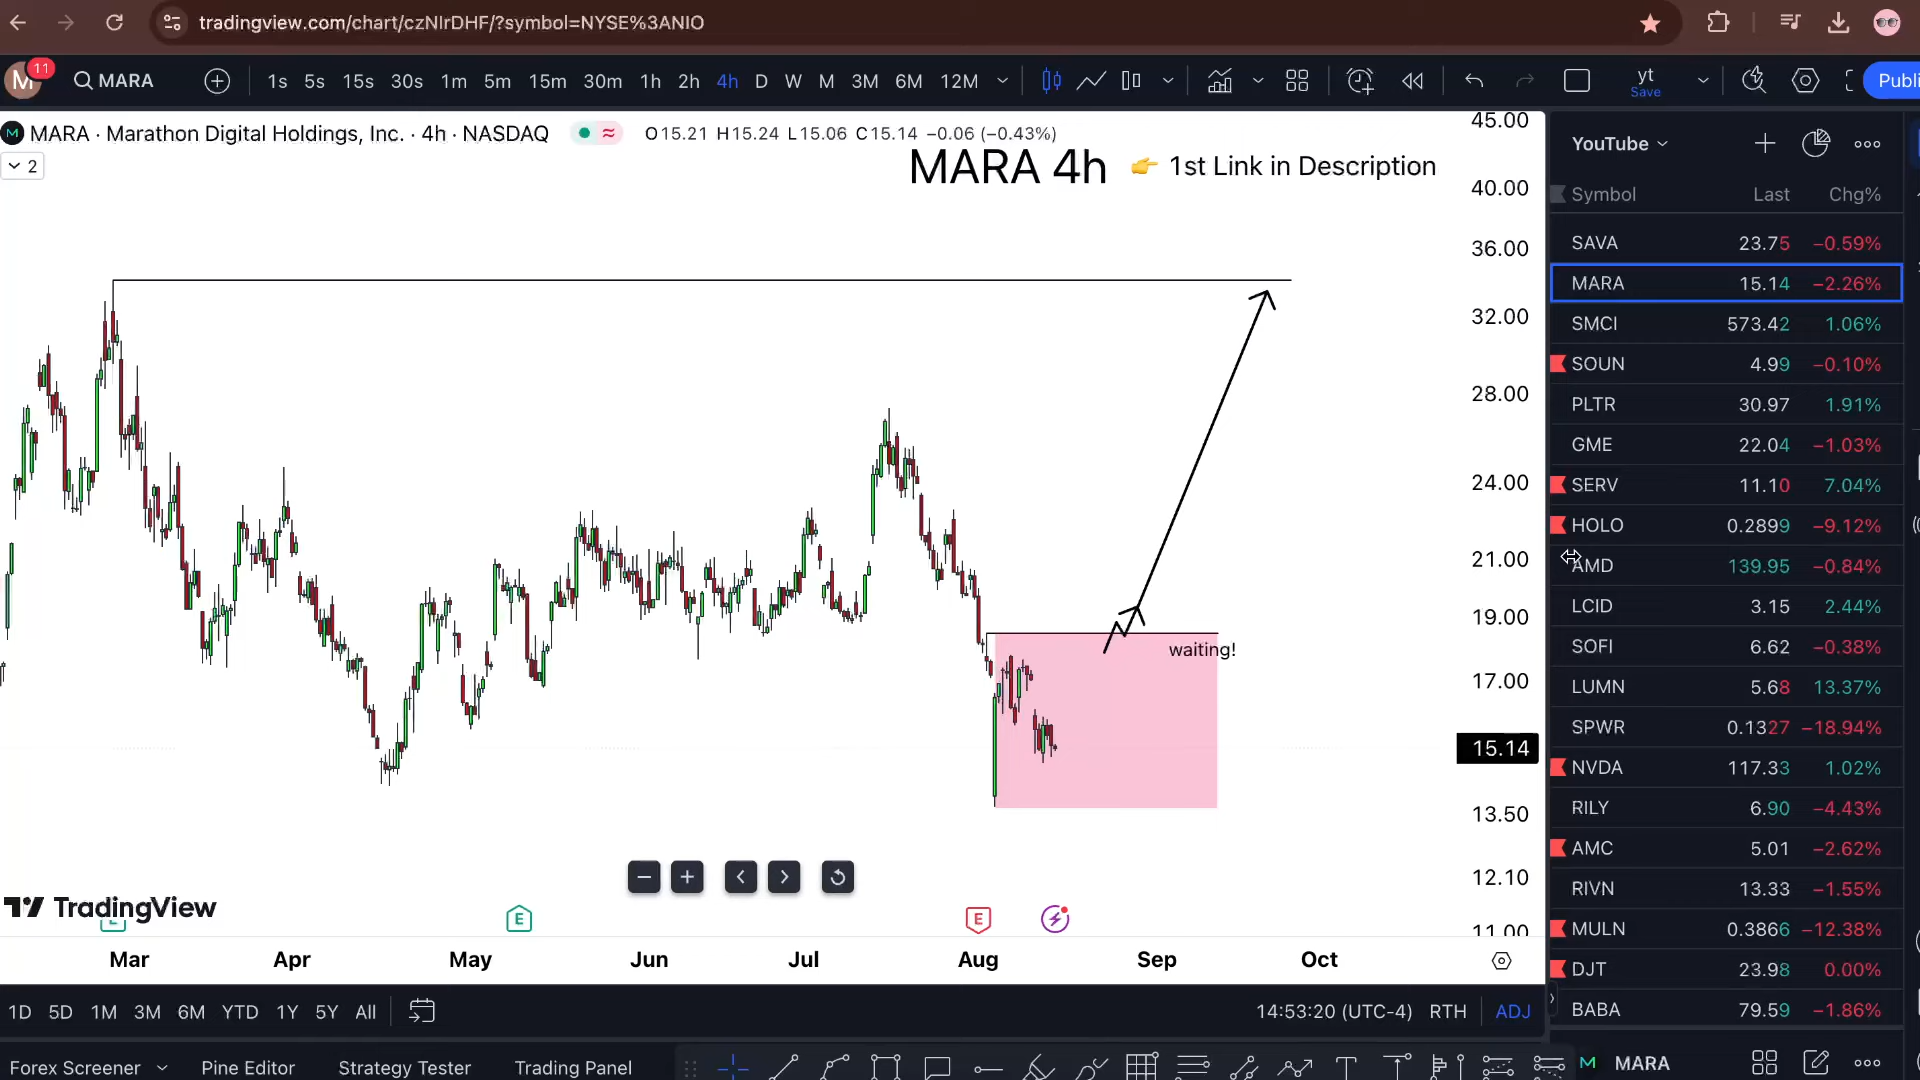 tradingview.com/chart/czNlrDHF/?symbol=NYSE%3ANIO
M 11 MARA 1s 5s 15s 30s 1m 5m 15m 30m 1h 2h 4h D W M 3M 6M 12M yt Save Publi
MARA · Marathon Digital Holdings, Inc. · 4h · NASDAQ O15.21 H15.24 L15.06 C15.14 −0.06 (−0.43%)
2
MARA 4h 👉 1st Link in Description
45.00
40.00
36.00
32.00
28.00
24.00
21.00
19.00
17.00
15.14
13.50
12.10
11.00
waiting!
TradingView
E E E
Mar Apr May Jun Jul Aug Sep Oct
1D 5D 1M 3M 6M YTD 1Y 5Y All 14:53:20 (UTC-4) RTH ADJ
Forex Screener Pine Editor Strategy Tester Trading Panel
YouTube
Symbol Last Chg%
SAVA 23.75 −0.59%
MARA 15.14 −2.26%
SMCI 573.42 1.06%
SOUN 4.99 −0.10%
PLTR 30.97 1.91%
GME 22.04 −1.03%
SERV 11.10 7.04%
HOLO 0.2899 −9.12%
AMD 139.95 −0.84%
LCID 3.15 2.44%
SOFI 6.62 −0.38%
LUMN 5.68 13.37%
SPWR 0.1327 −18.94%
NVDA 117.33 1.02%
RILY 6.90 −4.43%
AMC 5.01 −2.62%
RIVN 13.33 −1.55%
MULN 0.3866 −12.38%
DJT 23.98 0.00%
BABA 79.59 −1.86%
MARA